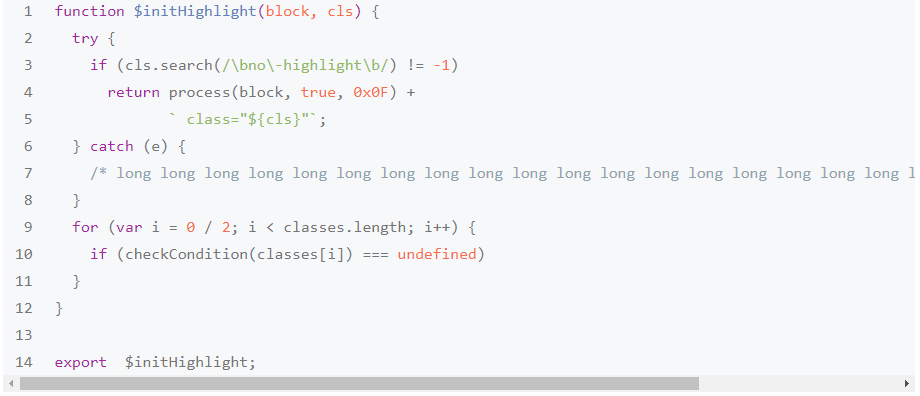 1 function $initHighlight(block, cls) {
2   try {
3     if (cls.search(/\bno\-highlight\b/) != -1)
4       return process(block, true, 0x0F) +
5              ` class="${cls}"`;
6   } catch (e) {
7     /* long long long long long long long long long long long long long long long long long long
8   }
9   for (var i = 0 / 2; i < classes.length; i++) {
10     if (checkCondition(classes[i]) === undefined)
11   }
12 }
13
14 export  $initHighlight;